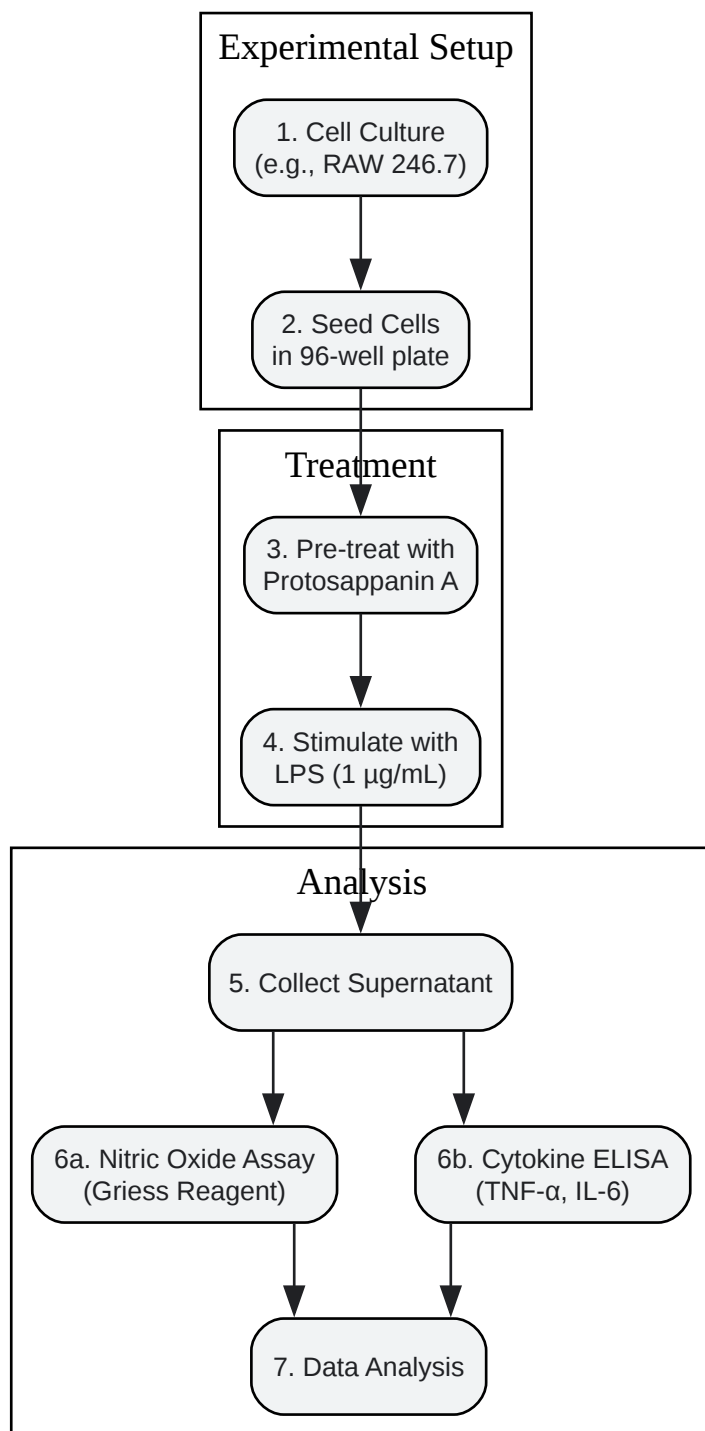 Experimental Setup
1. Cell Culture
(e.g., RAW 246.7)
2. Seed Cells
in 96-well plate
Treatment
3. Pre-treat with
Protosappanin A
4. Stimulate with
LPS (1 µg/mL)
Analysis
5. Collect Supernatant
6a. Nitric Oxide Assay
(Griess Reagent)
6b. Cytokine ELISA
(TNF-α, IL-6)
7. Data Analysis